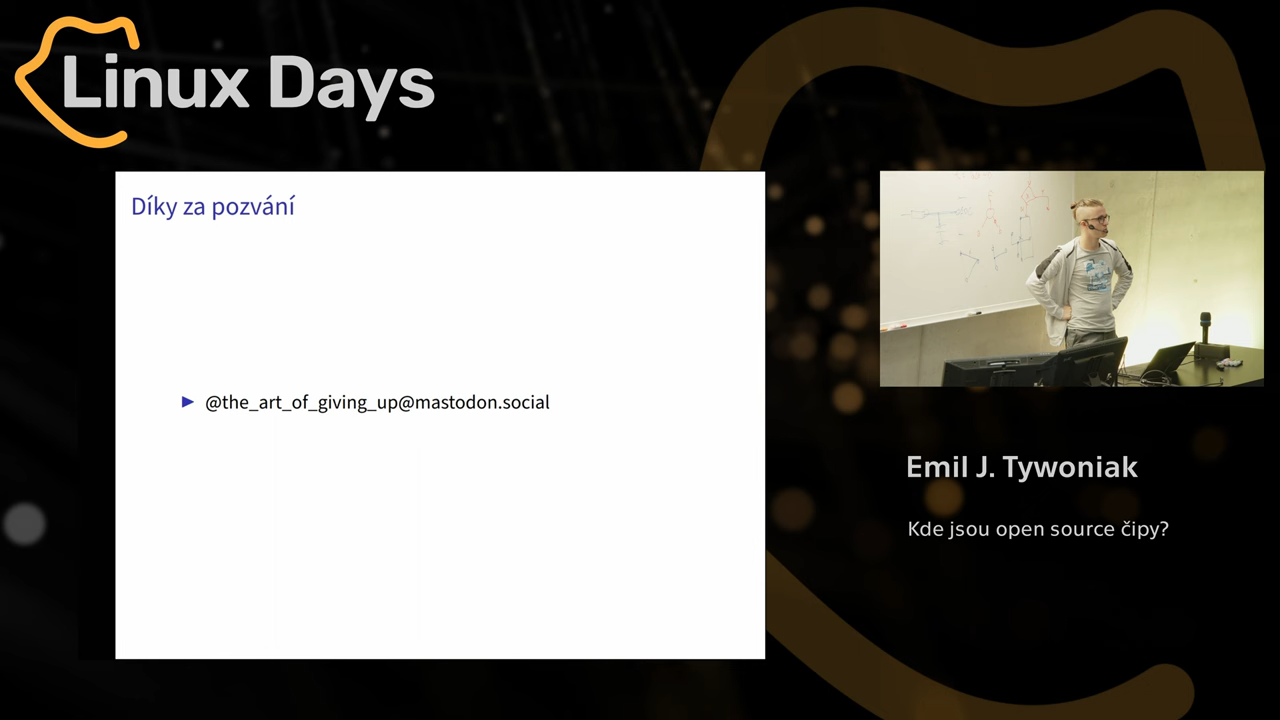 Linux Days
Díky za pozvání
@the_art_of_giving_up@mastodon.social
Emil J. Tywoniak
Kde jsou open source čipy?